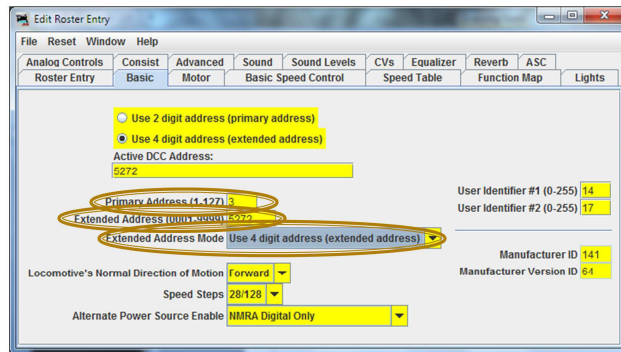 Edit Roster Entry
File Reset Window Help
Analog Controls Consist Advanced Sound Sound Levels CVs Equalizer Reverb ASC
Roster Entry Basic Motor Basic Speed Control Speed Table Function Map Lights
Use 2 digit address (primary address)
Use 4 digit address (extended address)
Active DCC Address:
5272
Primary Address (1-127) 3
Extended Address (0001-9999) 5272
Extended Address Mode Use 4 digit address (extended address)
Locomotive's Normal Direction of Motion Forward
Speed Steps 28/128
Alternate Power Source Enable NMRA Digital Only
User Identifier #1 (0-255) 14
User Identifier #2 (0-255) 17
Manufacturer ID 141
Manufacturer Version ID 64